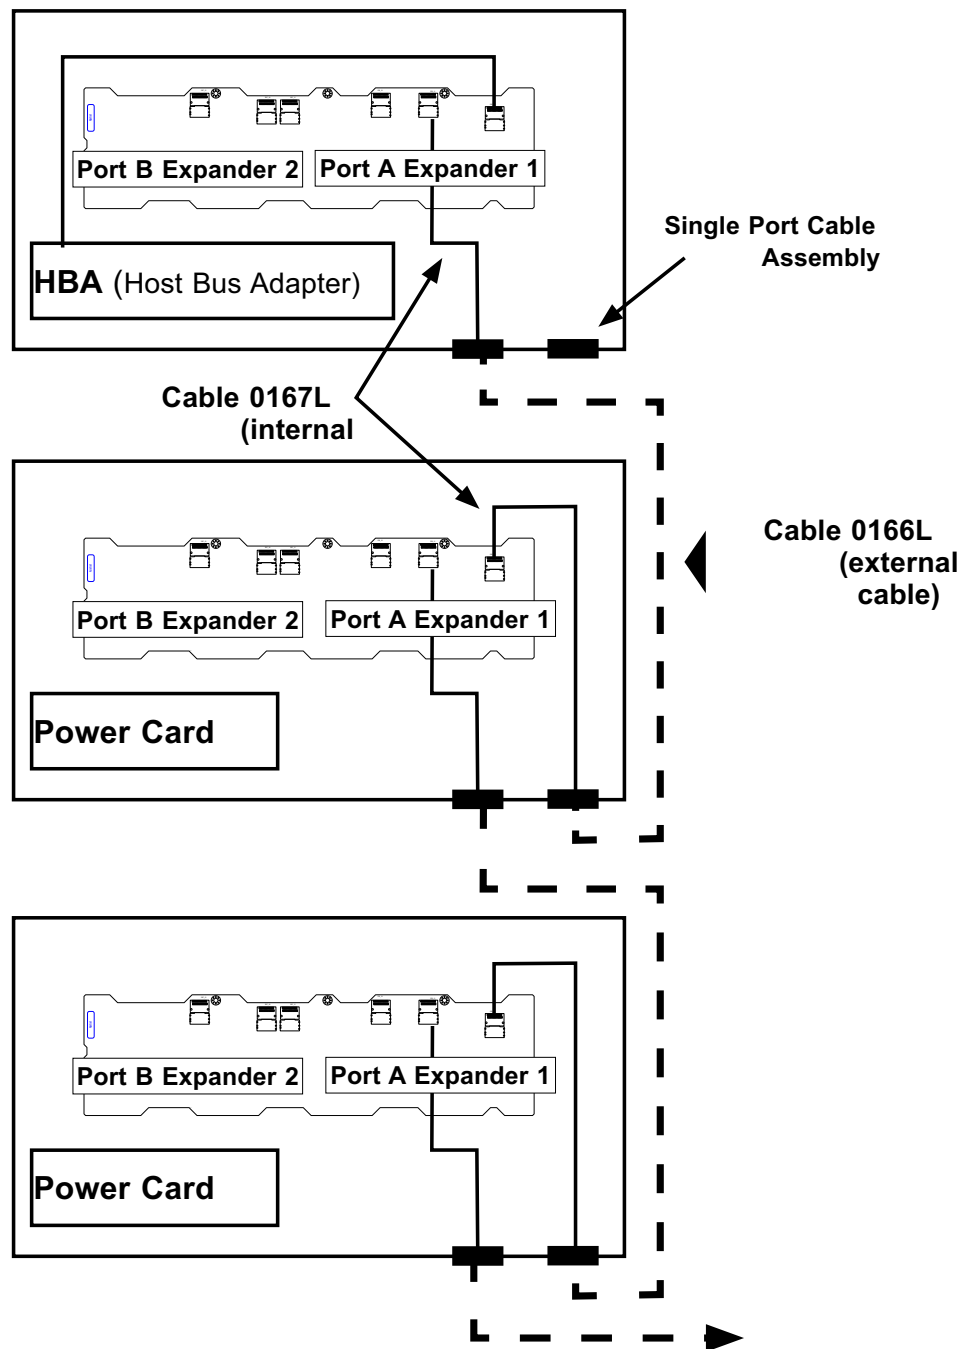 Port B Expander 2
Port A Expander 1
Single Port Cable
Assembly
HBA (Host Bus Adapter)
Cable 0167L
(internal
Port B Expander 2
Port A Expander 1
Cable 0166L
(external
cable)
Power Card
Port B Expander 2
Port A Expander 1
Power Card